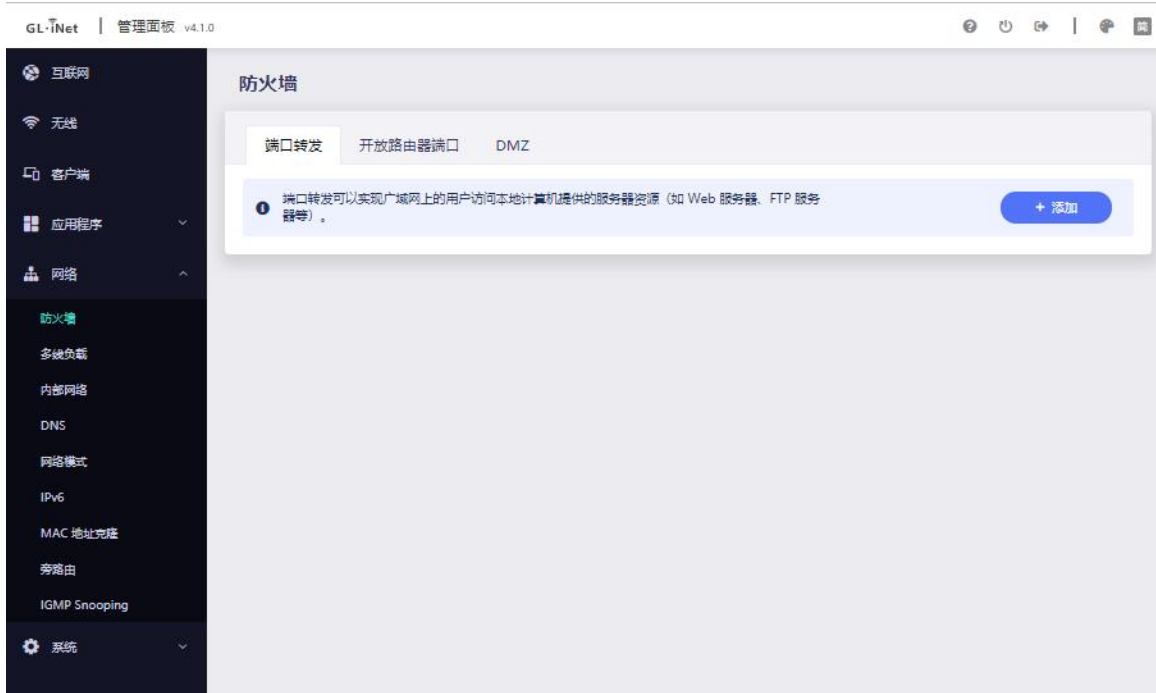 GL·iNet | 管理面板 v4.1.0
简
互联网
无线
客户端
应用程序
网络
防火墙
多线负载
内部网络
DNS
网络模式
IPv6
MAC 地址克隆
旁路由
IGMP Snooping
系统
防火墙
端口转发 开放路由器端口 DMZ
端口转发可以实现广域网上的用户访问本地计算机提供的服务器资源（如 Web 服务器、FTP 服务
器等）。
+ 添加